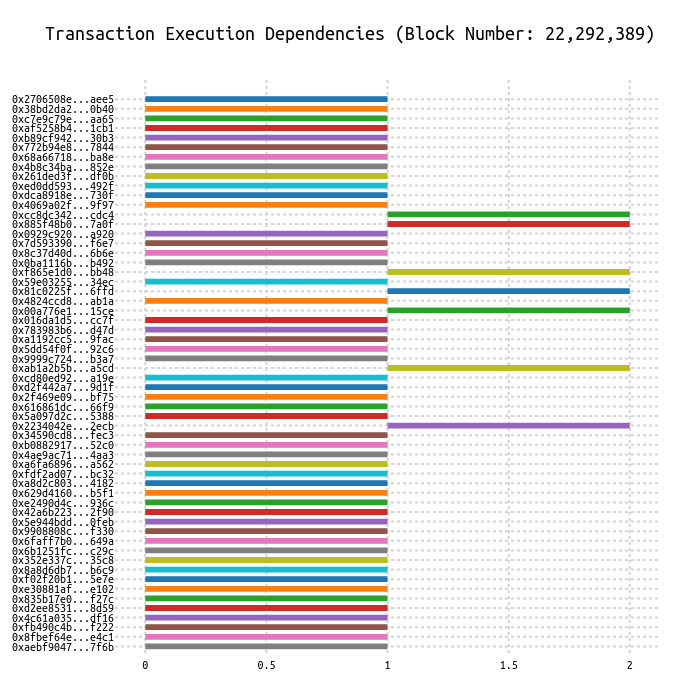 Transaction Execution Dependencies (Block Number: 22,292,389)
0x2706508e...aee5
0x38bd2da2...0b40
0xc7e9c79e...aa65
0xaf5258b4...1cb1
0xb89cf942...30b3
0x772b94e8...7844
0x68a66718...ba8e
0x4b8c34ba...852e
0x261ded3f...df0b
0xed0dd593...492f
0xdca8918e...730f
0x4069a02f...9f97
0xcc8dc342...cdc4
0x885f48b0...7a0f
0x0929c920...a920
0x7d593390...f6e7
0x8c37d40d...6b6e
0x0ba1116b...b492
0xf865e1d0...bb48
0x59e03255...34ec
0x81c0225f...6ffd
0x4824ccd8...ab1a
0x00a776e1...15ce
0x016da1d5...cc7f
0x783983b6...d47d
0xa1192cc5...9fac
0x5dd54f0f...92c6
0x9999c724...b3a7
0xab1a2b5b...a5cd
0xcd80ed92...a19e
0xd2f442a7...9d1f
0x2f469e09...bf75
0x616861dc...66f9
0x5a097d2c...5388
0x2234042e...2ecb
0x34590cd8...fec3
0xb0882917...52c0
0x4ae9ac71...4aa3
0xa6fa6896...a562
0xfdf2ad07...bc32
0xa8d2c803...4182
0x629d4160...b5f1
0xe2490d4c...936c
0x42a6b223...2f90
0x5e944bdd...0feb
0x9908808c...f330
0x6faff7b0...649a
0x6b1251fc...c29c
0x352e337c...35c8
0x8a8d6db7...b6c9
0xf02f20b1...5e7e
0xe30881af...e102
0x835b17e0...f27c
0xd2ee8531...8d59
0x4c61a035...df16
0xfb490c4b...f222
0x8fbef64e...e4c1
0xaebf9047...7f6b
0 0.5 1 1.5 2